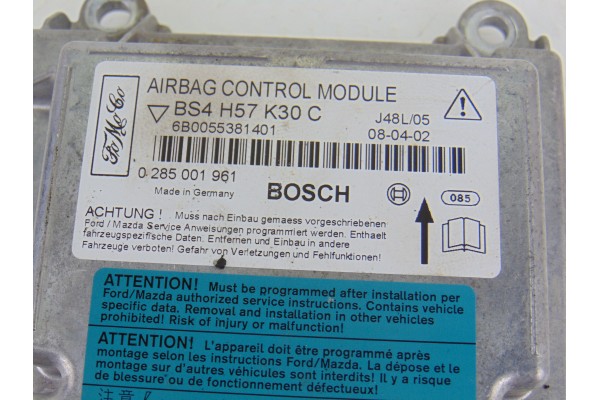 AIRBAG CONTROL MODULE
BS4 H57 K30 C
J48L/05
6B0055381401
08-04-02
FoMoCo
0 285 001 961
Made in Germany
BOSCH
085
ACHTUNG ! Muss nach Einbau gemaess vorgeschriebenen
Ford / Mazda Service Anweisungen programmiert werden. Enthaelt
fahrzeugspezifische Daten. Entfernen und Einbau in andere
Fahrzeuge verboten! Gefahr von Verletzungen und Fehlfunktionen!
ATTENTION! Must be programmed after installation per
Ford/Mazda authorized service instructions. Contains vehicle
specific data. Removal and installation in other vehicles
prohibited! Risk of injury or malfunction!
ATTENTION! L'appareil doit être programmé après
montage selon les instructions Ford/Mazda. La dépose et le
montage sur d'autres véhicules sont interdits! Il y a risque
de blessure ou de fonctionnement défectueux!
注意!